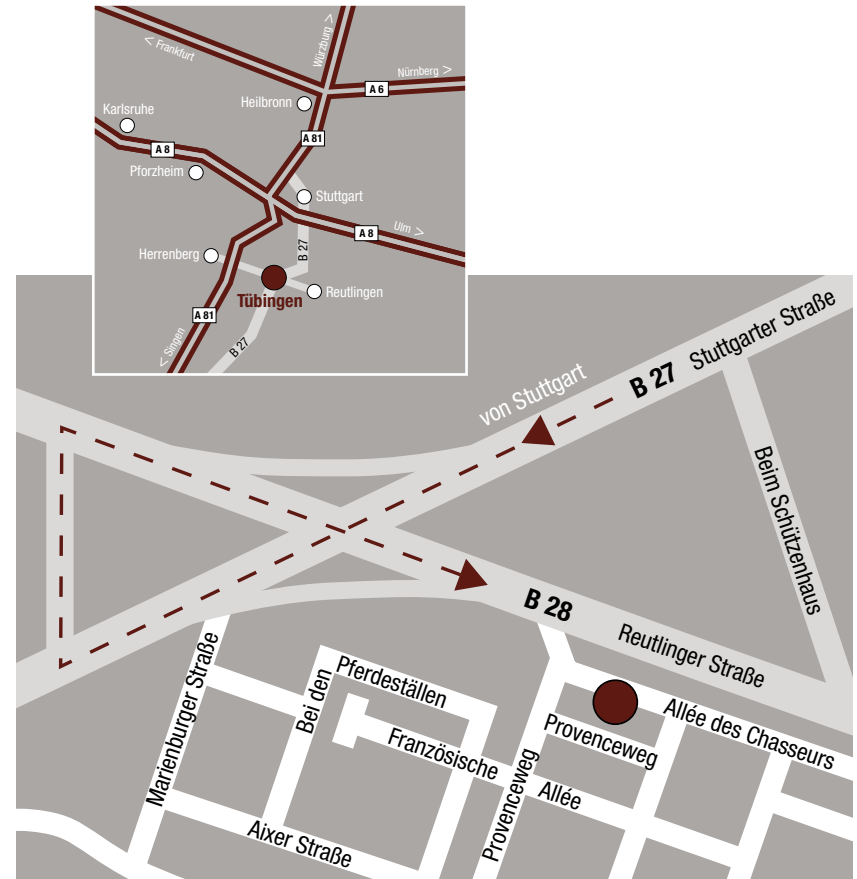 < Frankfurt
Würzburg >
Nürnberg >
A 6
Heilbronn
Karlsruhe
A 81
A 8
Pforzheim
Stuttgart
Ulm >
A 8
B 27
Herrenberg
Tübingen
Reutlingen
A 81
< Singen
B 27
von Stuttgart
B 27
Stuttgarter Straße
Beim Schützenhaus
B 28
Reutlinger Straße
Marienburger Straße
Bei den
Pferdeställen
Französische
Allée
Provenceweg
Provenceweg
Allée des Chasseurs
Aixer Straße